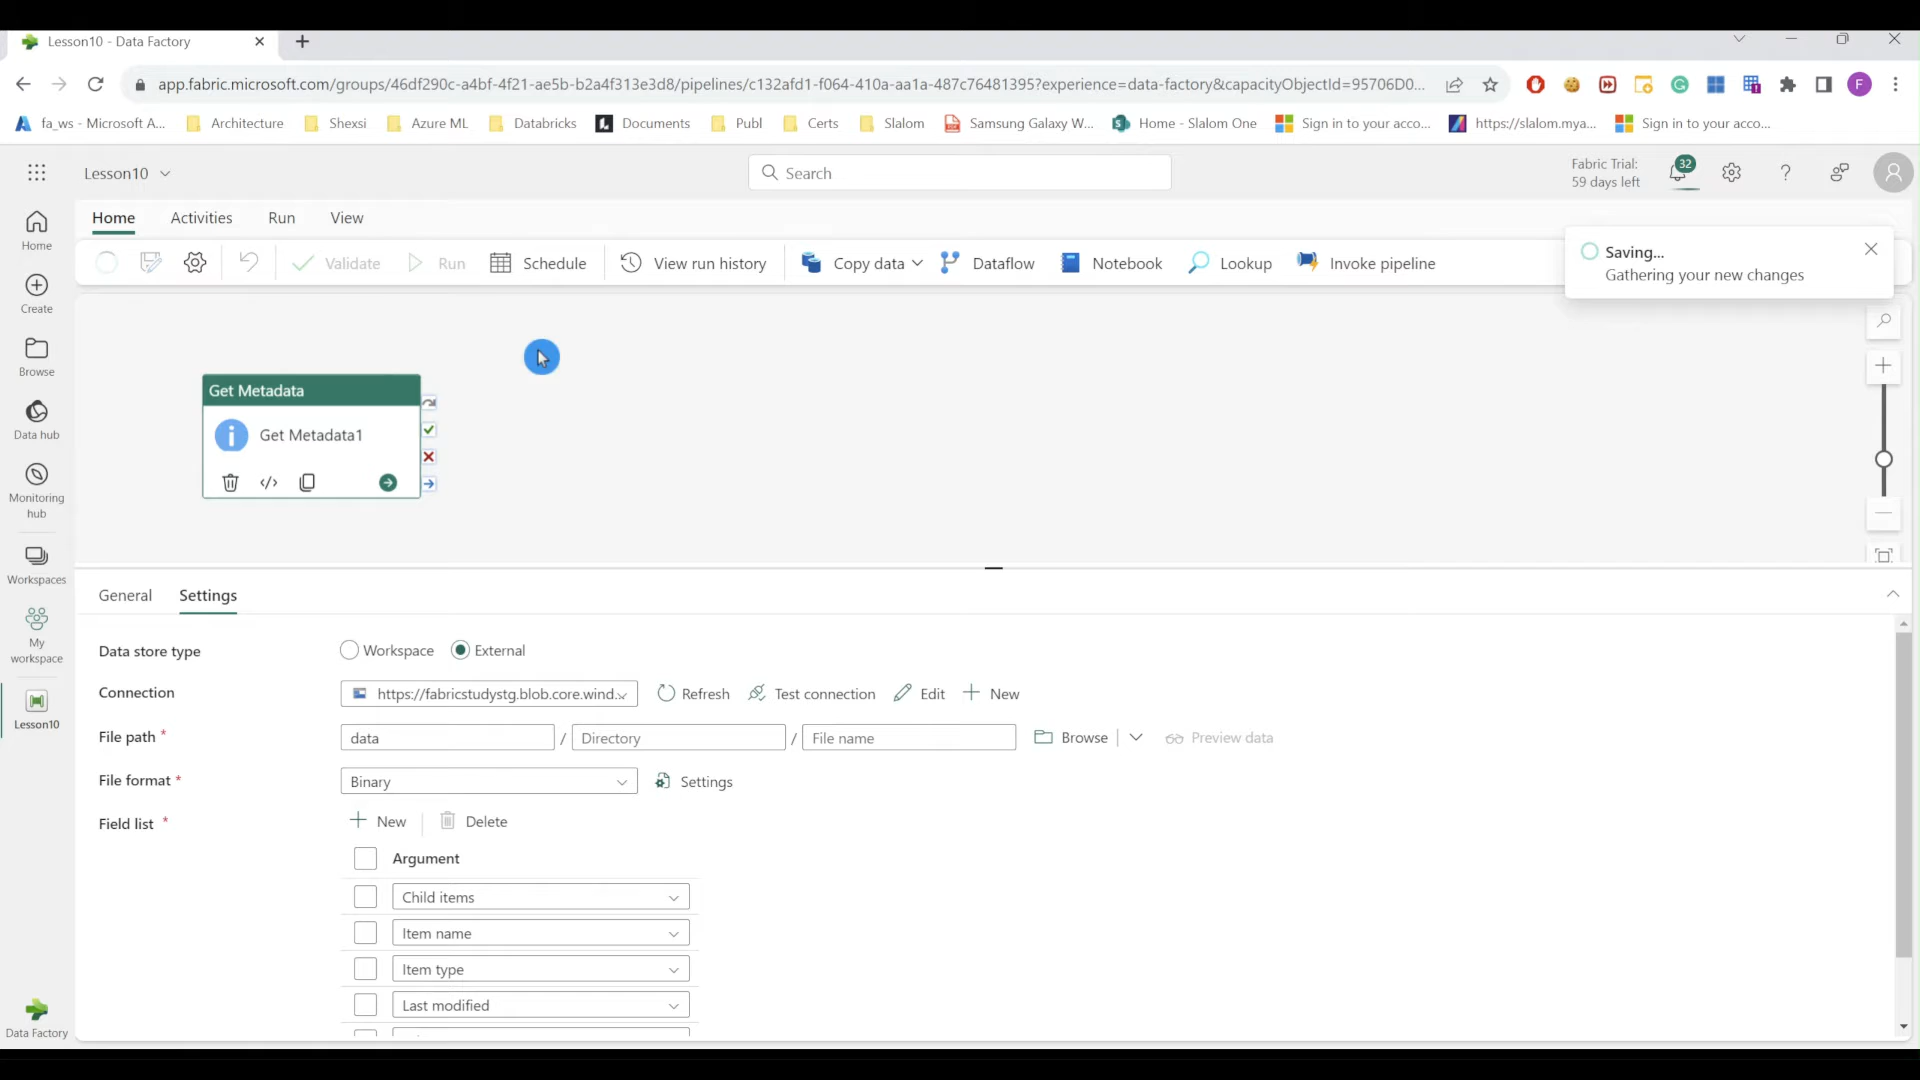 Lesson10 - Data Factory
app.fabric.microsoft.com/groups/46df290c-a4bf-4f21-ae5b-b2a4f313e3d8/pipelines/c132afd1-f064-410a-aa1a-487c76481395?experience=data-factory&capacityObjectId=95706D0...
F
fa_ws - Microsoft A...
Architecture
Shexsi
Azure ML
Databricks
Documents
Publ
Certs
Slalom
Samsung Galaxy W...
Home - Slalom One
Sign in to your acco...
https://slalom.mya...
Sign in to your acco...
Lesson10
Search
Fabric Trial:
59 days left
32
Home
Activities
Run
View
Validate
Run
Schedule
View run history
Copy data
Dataflow
Notebook
Lookup
Invoke pipeline
Saving...
Gathering your new changes
Home
Create
Browse
Data hub
Monitoring
hub
Workspaces
My
workspace
Lesson10
Data Factory
Get Metadata
Get Metadata1
General
Settings
Data store type
Workspace
External
Connection
https://fabricstudystg.blob.core.wind...
Refresh
Test connection
Edit
New
File path *
data
/
Directory
/
File name
Browse
Preview data
File format *
Binary
Settings
Field list *
New
Delete
Argument
Child items
Item name
Item type
Last modified